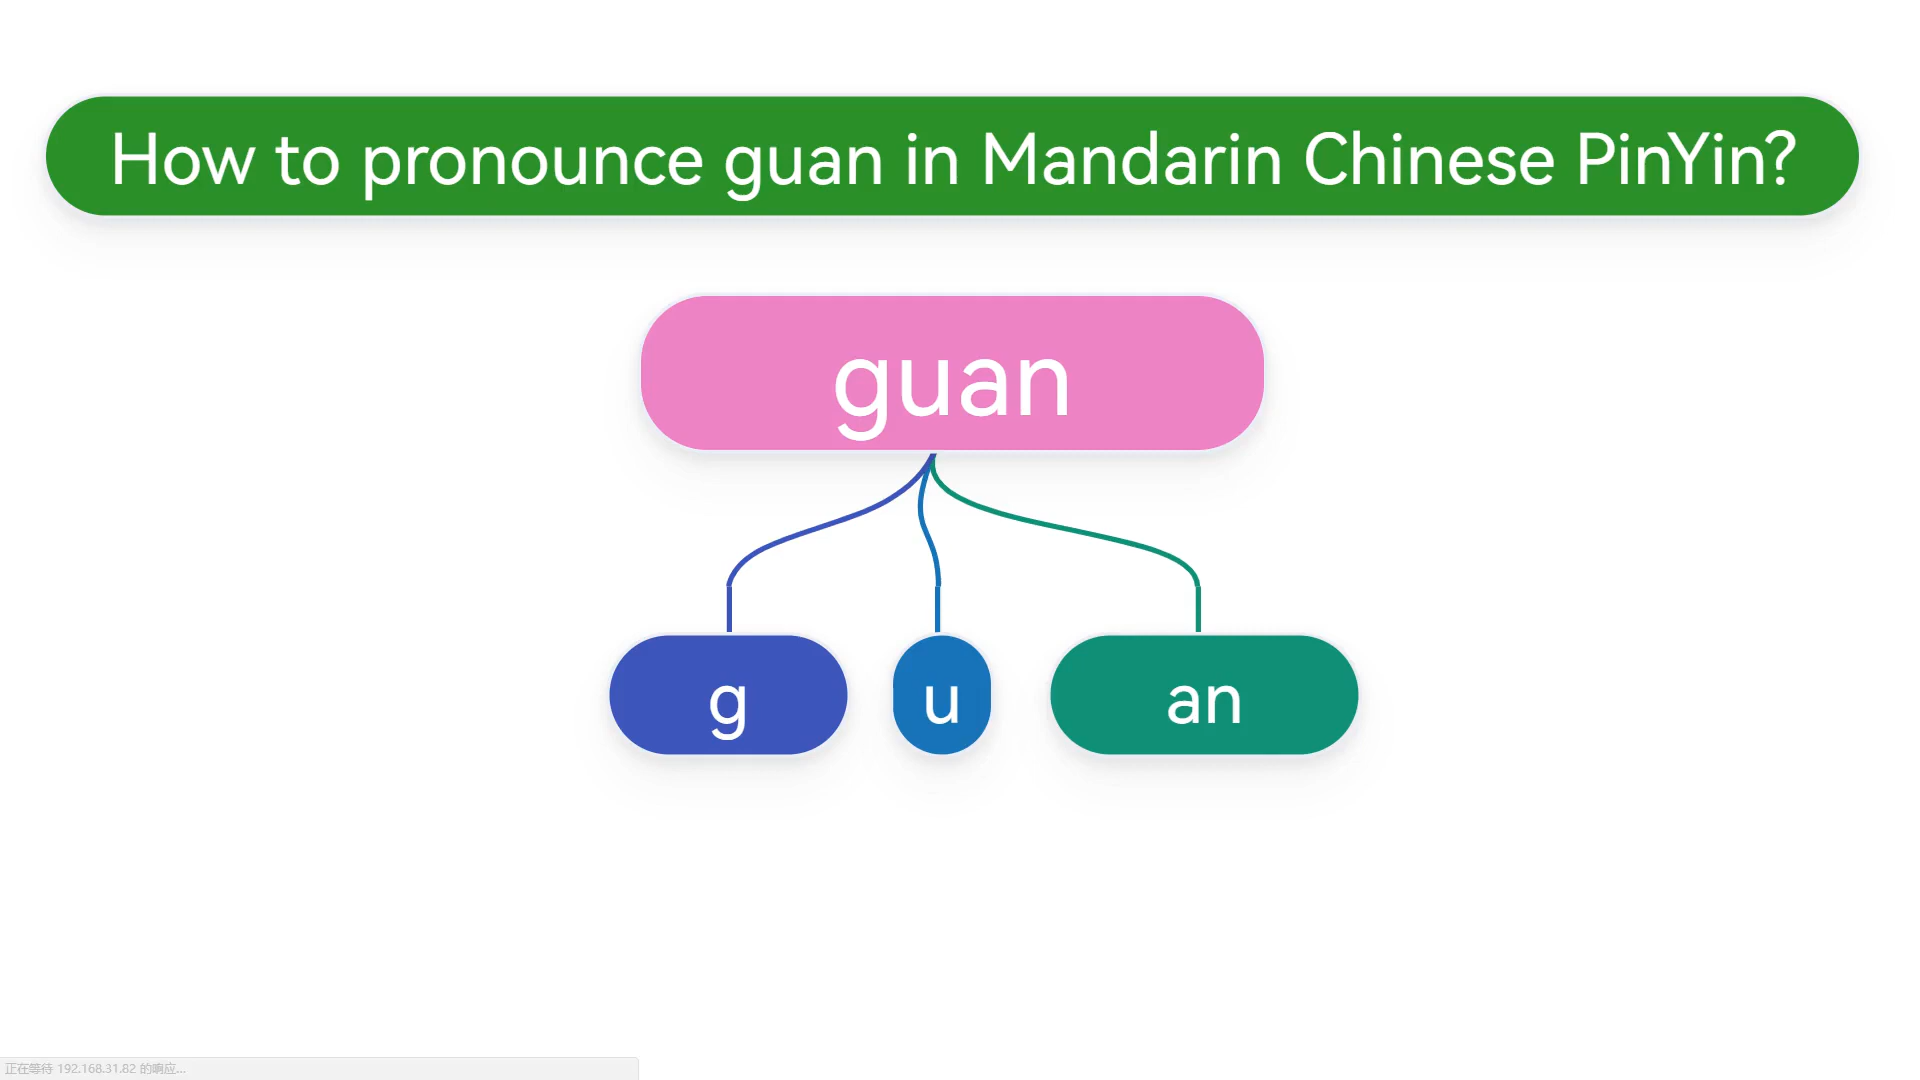 How to pronounce guan in Mandarin Chinese PinYin?
guan
g u an
正在等待 192.168.31.82 的响应...